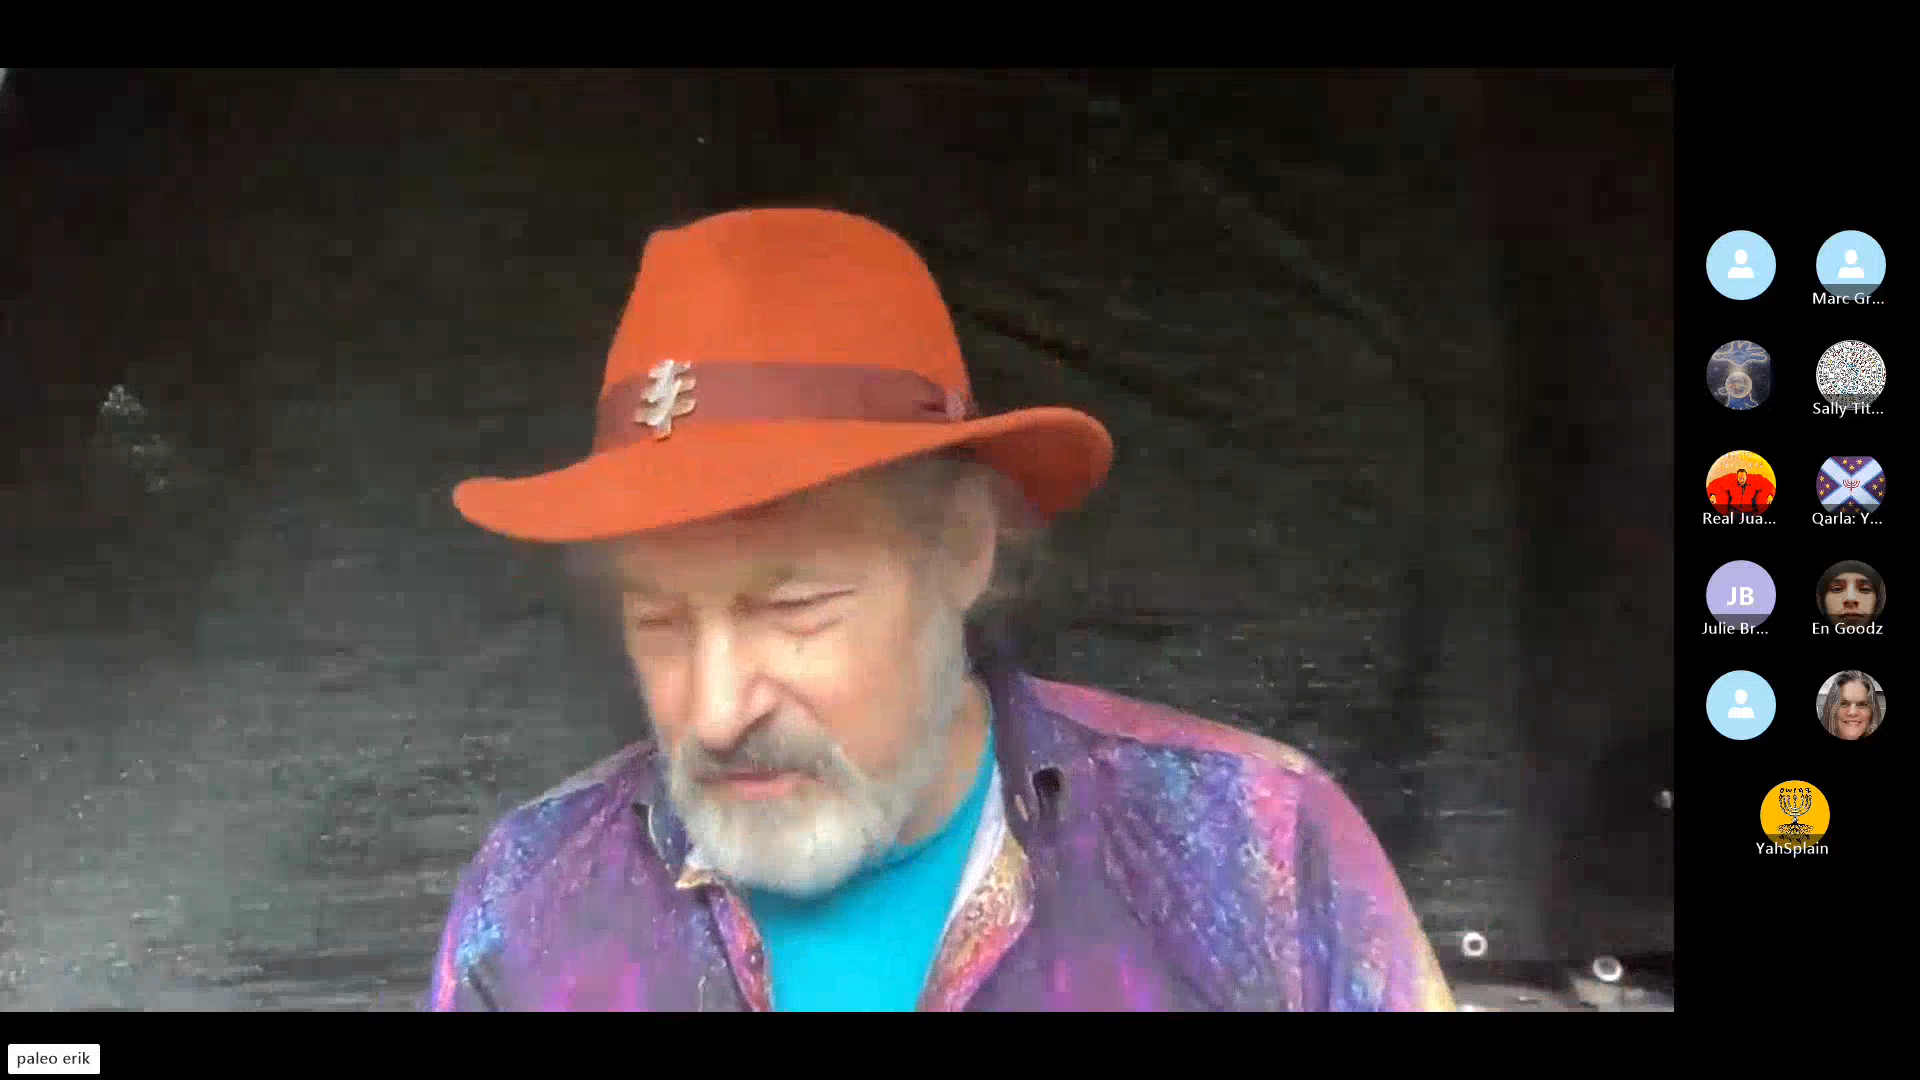 Marc Gr...
Sally Tit...
Real Jua...
Qarla: Y...
JB
Julie Br...
En Goodz
YahSplain
paleo erik